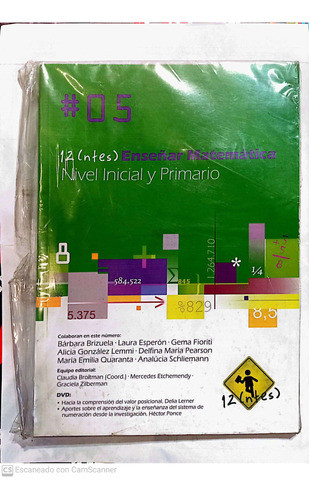 #05
12(ntes) Enseñar Matemática
Nivel Inicial y Primario
8
584.522
Σ
845
1.264.710
*
¼
5.375
%829
8,5
Colaboran en este número:
Bárbara Brizuela · Laura Esperón · Gema Fioriti
Alicia González Lemmi · Delfina María Pearson
María Emilia Quaranta · Analúcia Schliemann
Equipo editorial:
Claudia Broitman (Coord.) · Mercedes Etchemendy ·
Graciela Zilberman
DVD:
• Hacia la comprensión del valor posicional. Delia Lerner
• Aportes sobre el aprendizaje y la enseñanza del sistema de
numeración desde la investigación. Héctor Ponce
12(ntes)
CS Escaneado con CamScanner